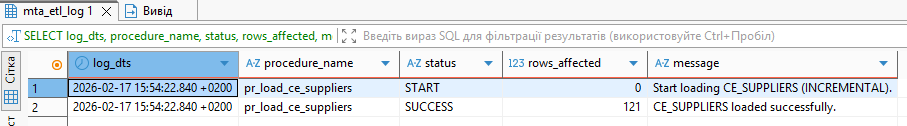 mta_etl_log 1 Вивід
SELECT log_dts, procedure_name, status, rows_affected, m Введіть вираз SQL для фільтрації результатів (використовуйте Ctrl+Пробіл)
Сітка log_dts A-Z procedure_name A-Z status 123 rows_affected A-Z message
1 2026-02-17 15:54:22.840 +0200 pr_load_ce_suppliers START 0 Start loading CE_SUPPLIERS (INCREMENTAL).
2 2026-02-17 15:54:22.840 +0200 pr_load_ce_suppliers SUCCESS 121 CE_SUPPLIERS loaded successfully.